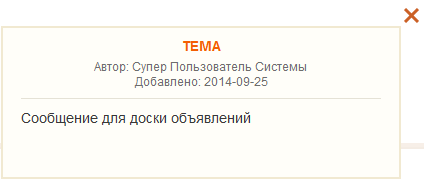 ТЕМА
Автор: Супер Пользователь Системы
Добавлено: 2014-09-25
Сообщение для доски объявлений